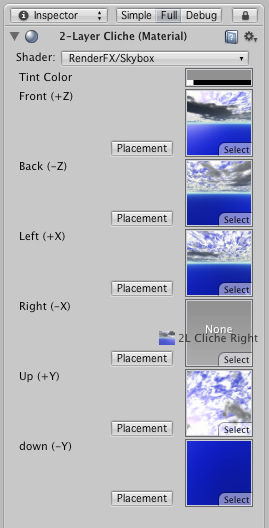 Inspector Simple Full Debug
2-Layer Cliche (Material)
Shader: RenderFX/Skybox
Tint Color
Front (+Z)
Placement Select
Back (-Z)
Placement Select
Left (+X)
Placement Select
Right (-X)
None
2L Cliche Right
Placement Select
Up (+Y)
Placement Select
down (-Y)
Placement Select